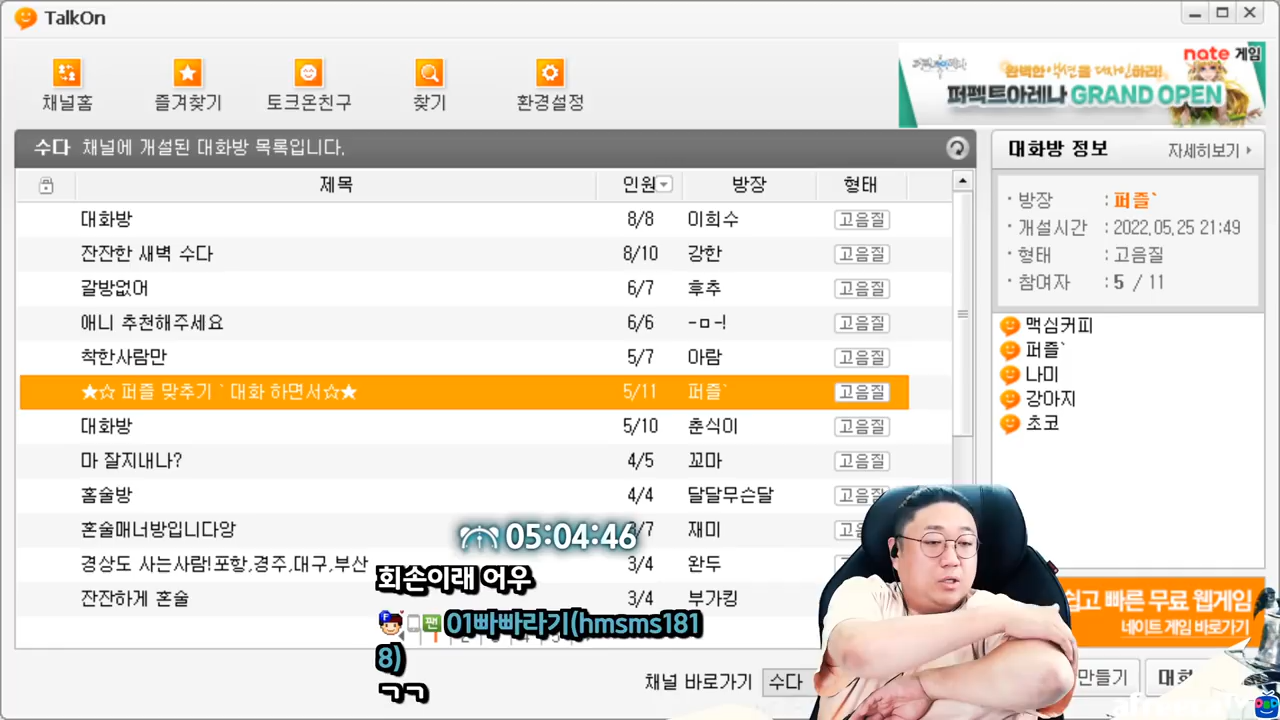 TalkOn
채널홈
즐겨찾기
토크온친구
찾기
환경설정
nate 게임
완벽한 액션을 디자인하라!
퍼펙트아레나 GRAND OPEN
수다 채널에 개설된 대화방 목록입니다.
제목 인원 방장 형태
대화방 8/8 이희수 고음질
잔잔한 새벽 수다 8/10 강한 고음질
갈방없어 6/7 후추 고음질
애니 추천해주세요 6/6 -ㅁ-! 고음질
착한사람만 5/7 아람 고음질
★☆ 퍼즐 맞추기 ` 대화 하면서☆★ 5/11 퍼즐` 고음질
대화방 5/10 춘식이 고음질
마 잘지내나? 4/5 꼬마 고음질
홈술방 4/4 달달무슨달 고음질
혼술매너방입니다앙 /7 재미
경상도 사는사람!포항,경주,대구,부산 3/4 완두
잔잔하게 혼술 3/4 부가킹
대화방 정보 자세히보기
· 방장 : 퍼즐`
· 개설시간 : 2022.05.25 21:49
· 형태 : 고음질
· 참여자 : 5 / 11
맥심커피
퍼즐`
나미
강아지
초코
05:04:46
회손이래 어우
F 팬 01빠빠라기(hmsms181
8)
ㄱㄱ
쉽고 빠른 무료 웹게임
네이트 게임 바로가기
채널 바로가기 수다
만들기
대화